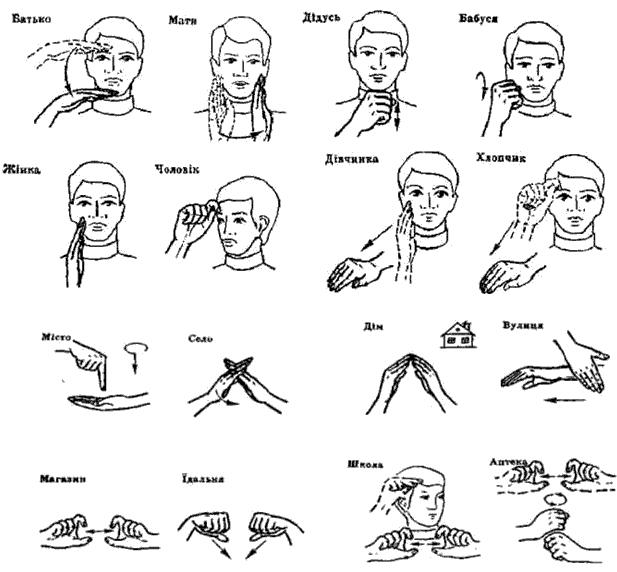 Батько
Мати
Дідусь
Бабуся
Жінка
Чоловік
Дівчинка
Хлопчик
Місто
Село
Дім
Вулиця
Магазин
Їдальня
Школа
Аптека